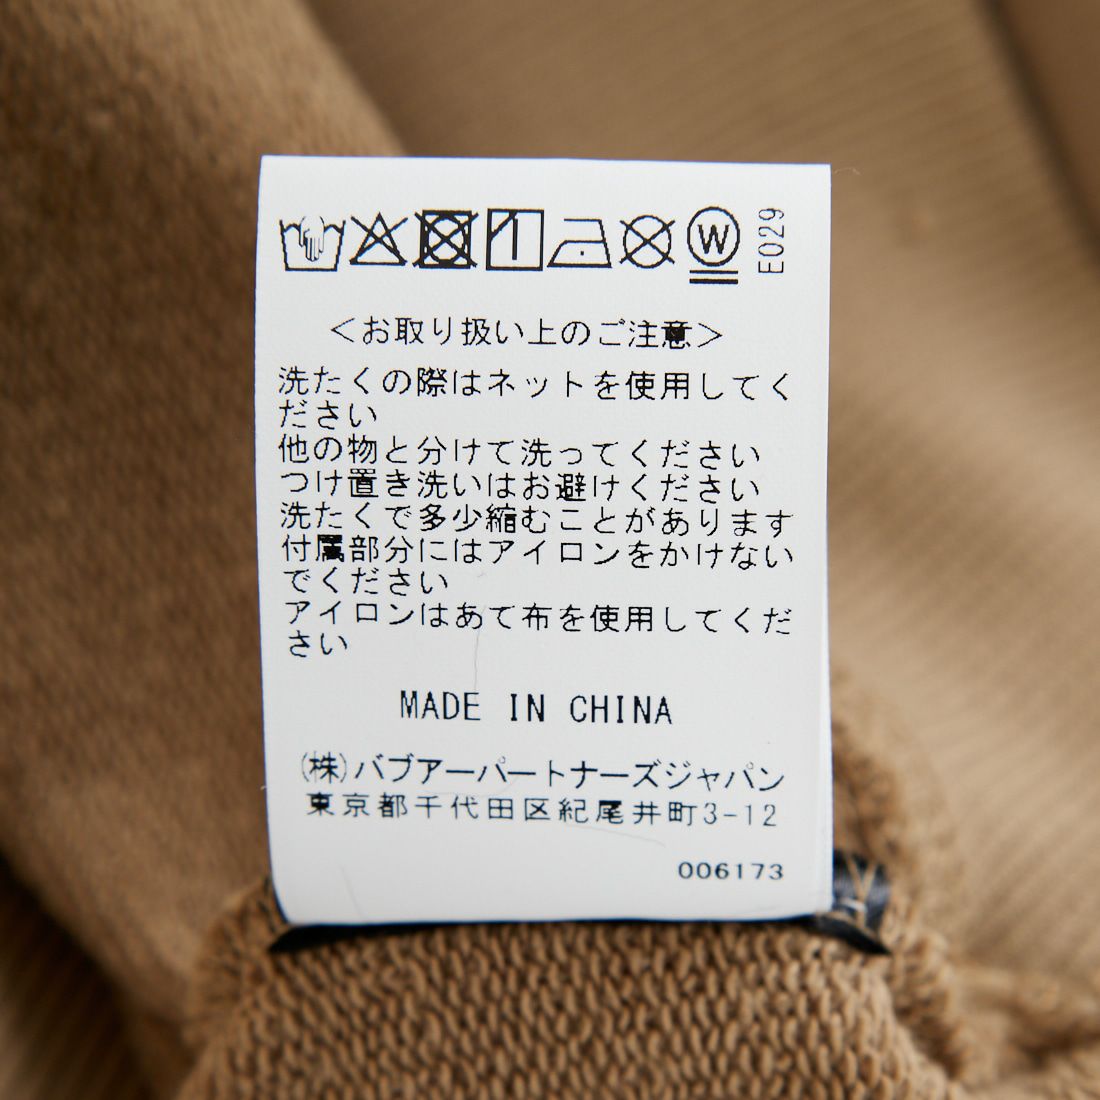 W
E029
＜お取り扱い上のご注意＞
洗たくの際はネットを使用してく
ださい
他の物と分けて洗ってください
つけ置き洗いはお避けください
洗たくで多少縮むことがあります
付属部分にはアイロンをかけない
でください
アイロンはあて布を使用してくだ
さい
MADE IN CHINA
(株)バブアーパートナーズジャパン
東京都千代田区紀尾井町3-12
006173